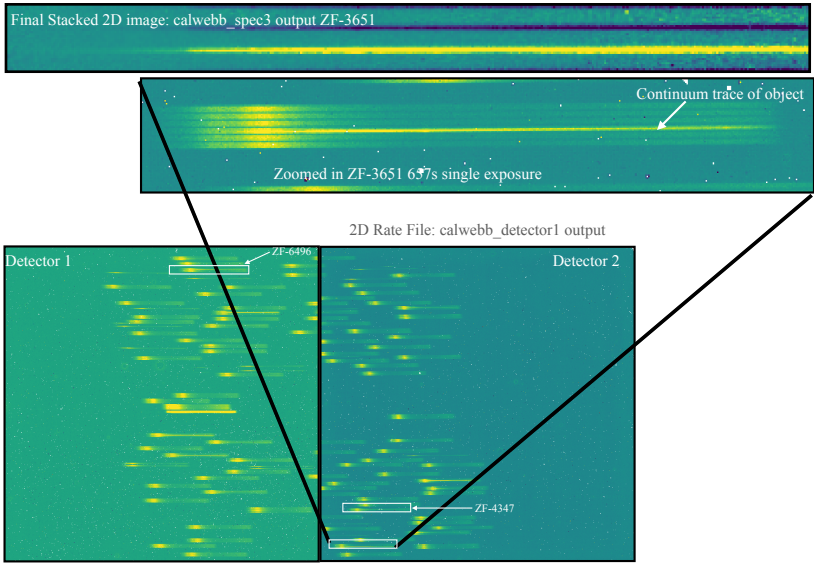 Final Stacked 2D image: calwebb_spec3 output ZF-3651
Continuum trace of object
Zoomed in ZF-3651 657s single exposure
2D Rate File: calwebb_detector1 output
Detector 1
ZF-6496
Detector 2
ZF-4347